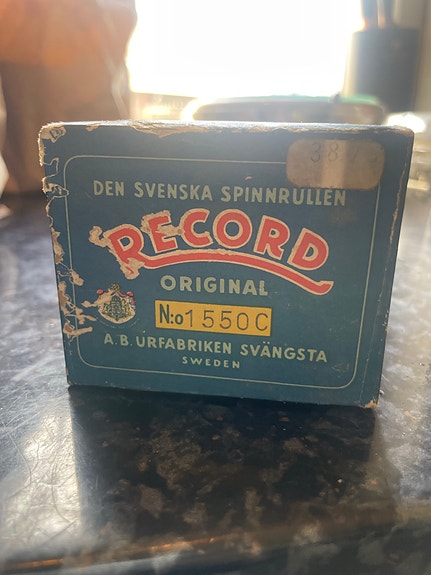 DEN SVENSKA SPINNRULLEN
RECORD
ORIGINAL
N:o 1550C
A.B. URFABRIKEN SVÄNGSTA
SWEDEN